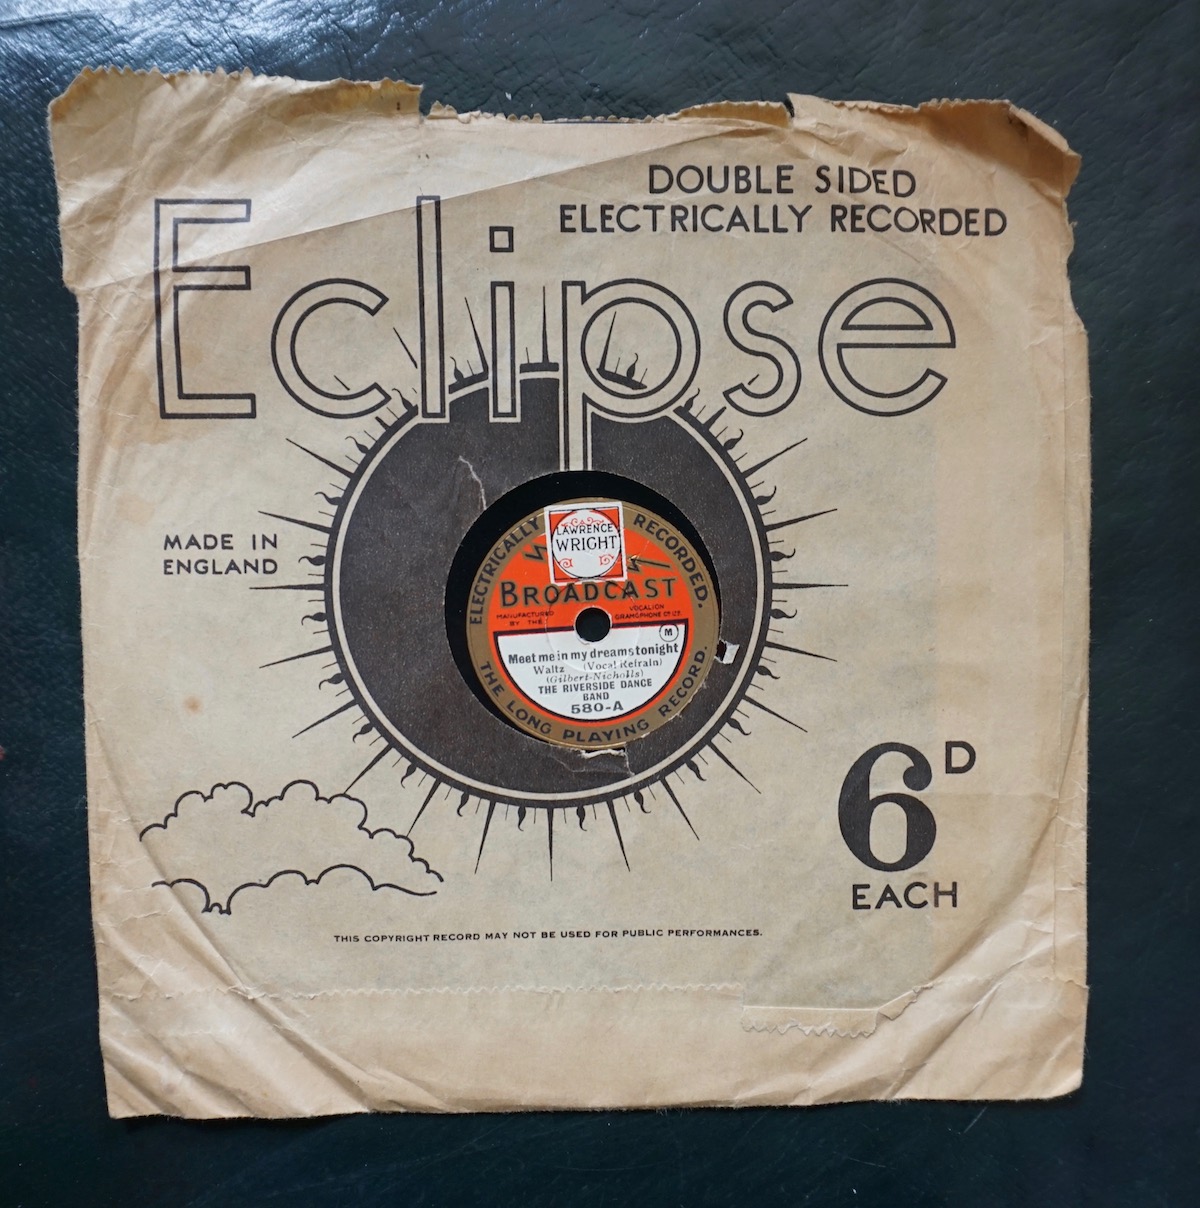 DOUBLE SIDED
ELECTRICALLY RECORDED
Eclipse
MADE IN
ENGLAND
ELECTRICALLY RECORDED.
LAWRENCE
WRIGHT
BROADCAST
MANUFACTURED
BY THE
VOCALION
GRAMOPHONE Co LTD.
M
Meet me in my dreams tonight
Waltz (Vocal Refrain)
(Gilbert-Nicholls)
THE RIVERSIDE DANCE
BAND
580-A
THE LONG PLAYING RECORD.
6D
EACH
THIS COPYRIGHT RECORD MAY NOT BE USED FOR PUBLIC PERFORMANCES.